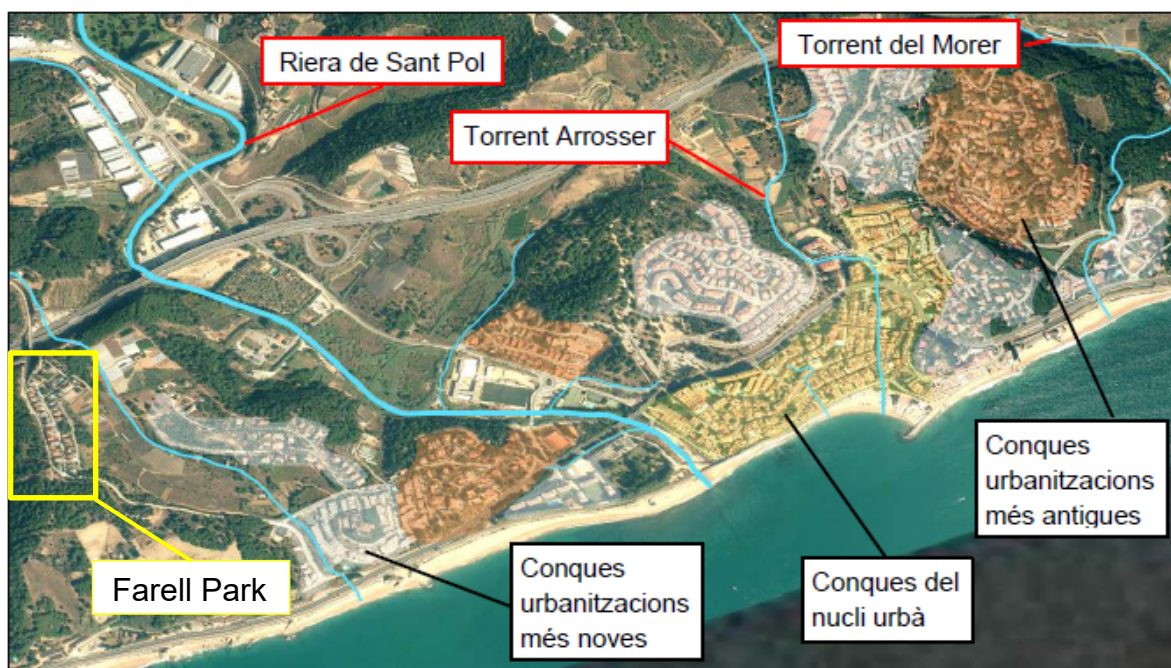 Riera de Sant Pol
Torrent del Morer
Torrent Arrosser
Farell Park
Conques
urbanitzacions
més noves
Conques del
nucli urbà
Conques
urbanitzacions
més antigues